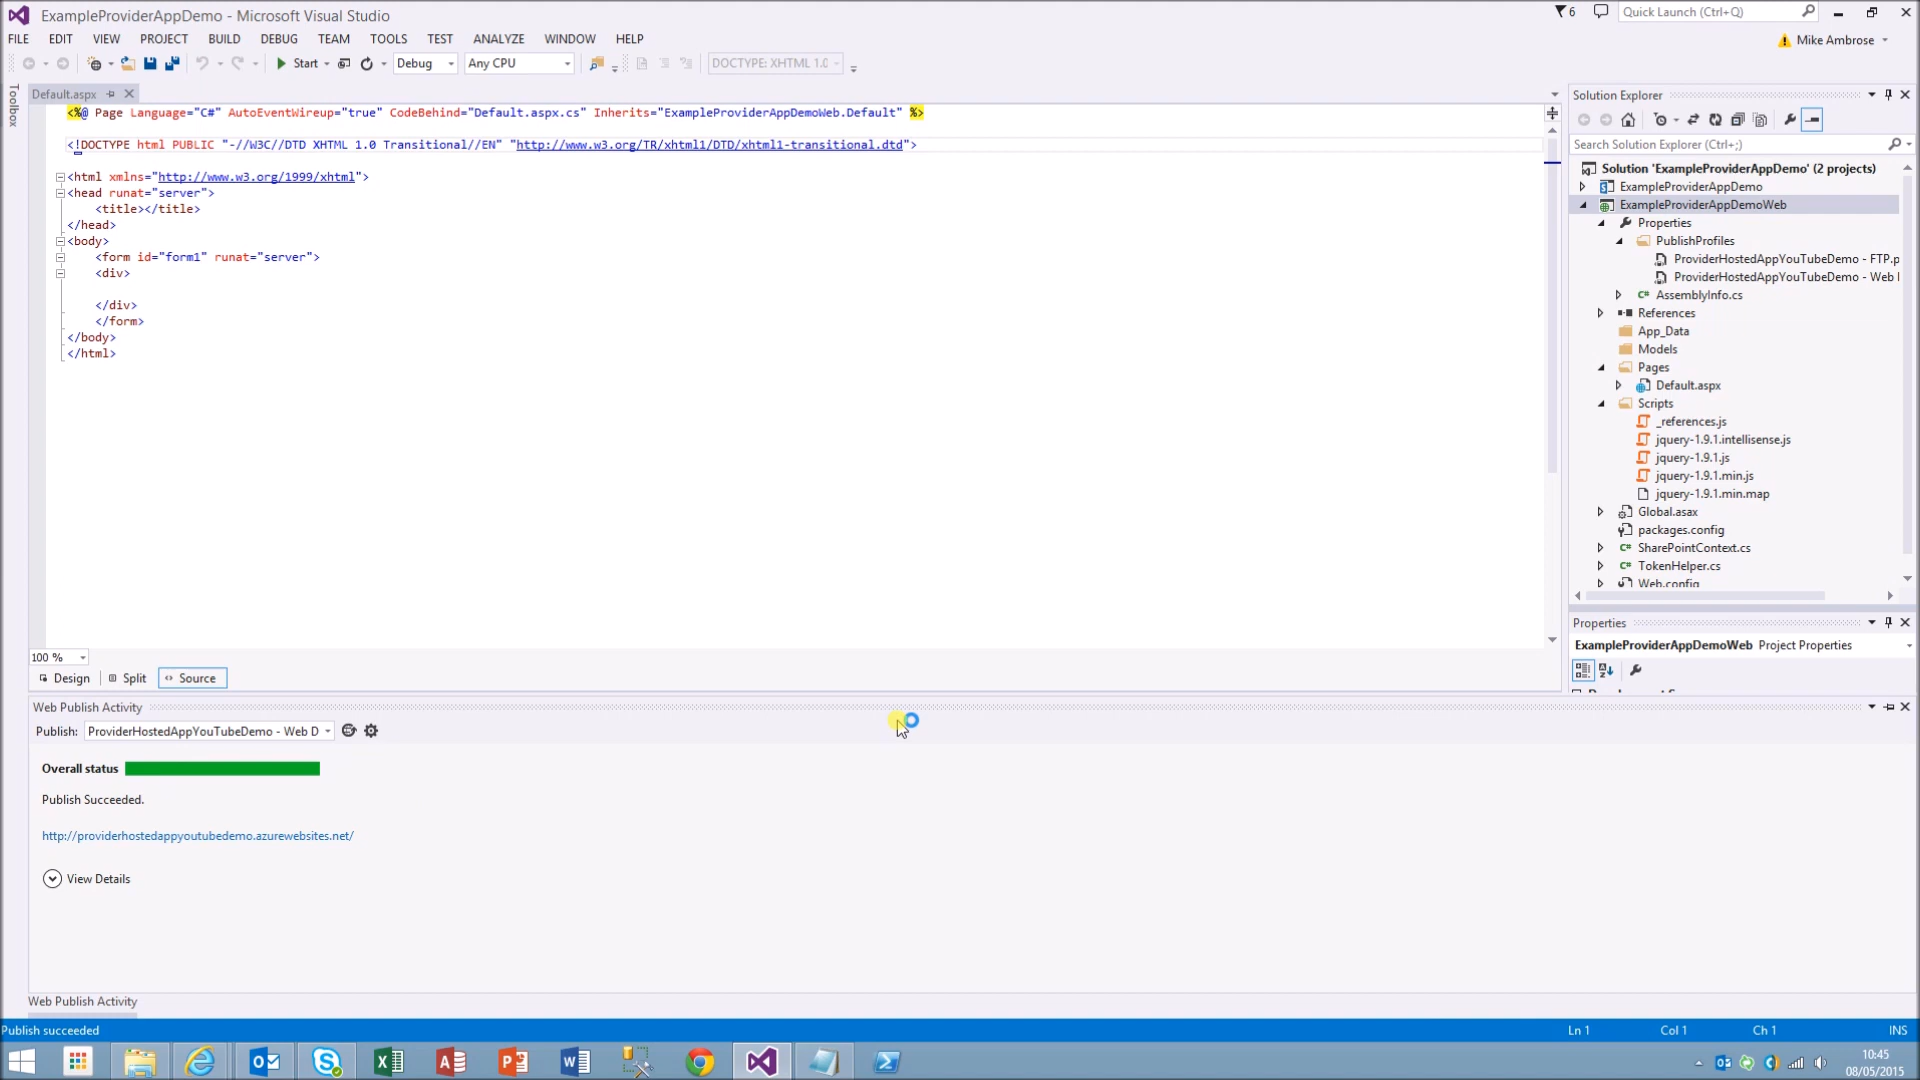 ExampleProviderAppDemo - Microsoft Visual Studio
6
Quick Launch (Ctrl+Q)
FILE EDIT VIEW PROJECT BUILD DEBUG TEAM TOOLS TEST ANALYZE WINDOW HELP
Mike Ambrose
Start Debug Any CPU DOCTYPE: XHTML 1.0
Toolbox
Default.aspx
<%@ Page Language="C#" AutoEventWireup="true" CodeBehind="Default.aspx.cs" Inherits="ExampleProviderAppDemoWeb.Default" %>
<!DOCTYPE html PUBLIC "-//W3C//DTD XHTML 1.0 Transitional//EN" "http://www.w3.org/TR/xhtml1/DTD/xhtml1-transitional.dtd">
<html xmlns="http://www.w3.org/1999/xhtml">
<head runat="server">
<title></title>
</head>
<body>
<form id="form1" runat="server">
<div>
</div>
</form>
</body>
</html>
100 %
Design Split Source
Solution Explorer
Search Solution Explorer (Ctrl+;)
Solution 'ExampleProviderAppDemo' (2 projects)
ExampleProviderAppDemo
ExampleProviderAppDemoWeb
Properties
PublishProfiles
ProviderHostedAppYouTubeDemo - FTP.p
ProviderHostedAppYouTubeDemo - Web
C# AssemblyInfo.cs
References
App_Data
Models
Pages
Default.aspx
Scripts
_references.js
jquery-1.9.1.intellisense.js
jquery-1.9.1.js
jquery-1.9.1.min.js
jquery-1.9.1.min.map
Global.asax
packages.config
C# SharePointContext.cs
C# TokenHelper.cs
Web.config
Properties
ExampleProviderAppDemoWeb Project Properties
Web Publish Activity
Publish: ProviderHostedAppYouTubeDemo - Web D
Overall status
Publish Succeeded.
http://providerhostedappyoutubedemo.azurewebsites.net/
View Details
Web Publish Activity
Publish succeeded
Ln 1 Col 1 Ch 1 INS
10:45
08/05/2015